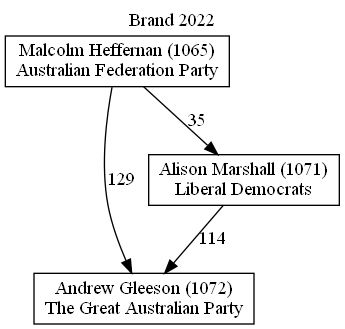 Brand 2022
Malcolm Heffernan (1065)
Australian Federation Party
35
Alison Marshall (1071)
Liberal Democrats
129
114
Andrew Gleeson (1072)
The Great Australian Party